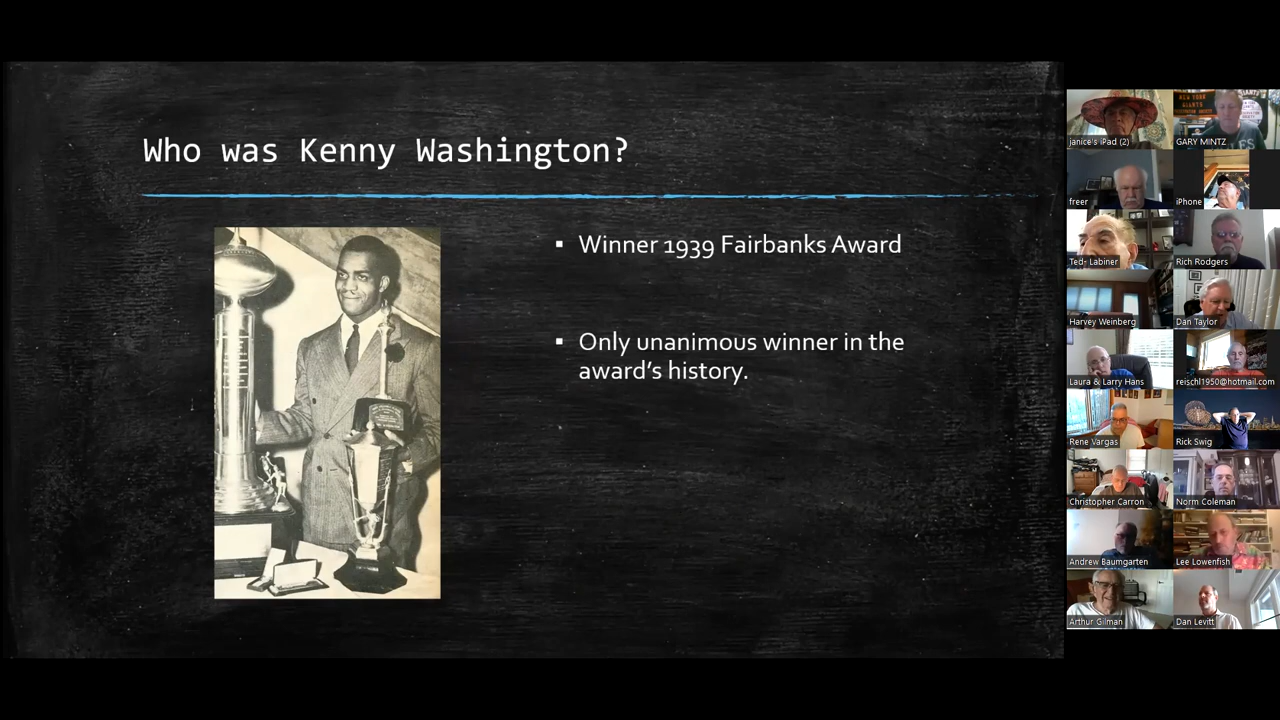 Who was Kenny Washington?
▪ Winner 1939 Fairbanks Award
▪ Only unanimous winner in the
award's history.
janice's iPad (2)
GARY MINTZ
freer
iPhone
Ted- Labiner
Rich Rodgers
Harvey Weinberg
Dan Taylor
Laura & Larry Hans
reischl1950@hotmail.com
Rene Vargas
Rick Swig
Christopher Carron
Norm Coleman
Andrew Baumgarten
Lee Lowenfish
Arthur Gilman
Dan Levitt